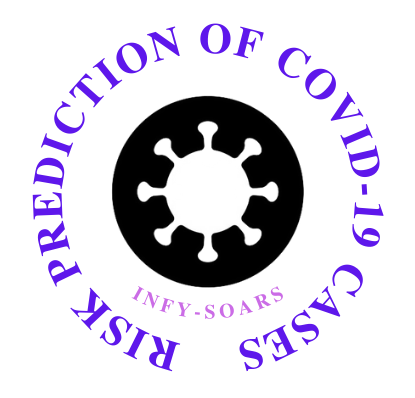 RISK PREDICTION OF COVID-19 CASES
INFY-SOARS